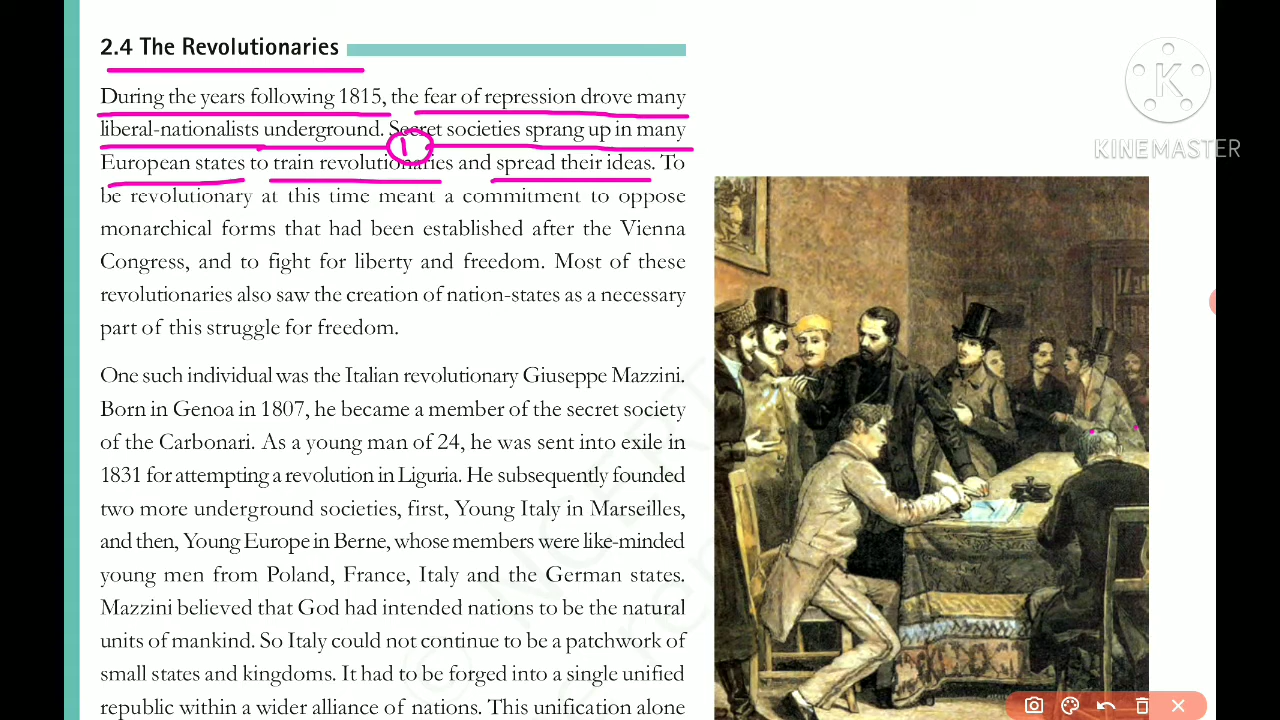 2.4 The Revolutionaries
During the years following 1815, the fear of repression drove many
liberal-nationalists underground. Secret societies sprang up in many
European states to train revolutionaries and spread their ideas. To
be revolutionary at this time meant a commitment to oppose
monarchical forms that had been established after the Vienna
Congress, and to fight for liberty and freedom. Most of these
revolutionaries also saw the creation of nation-states as a necessary
part of this struggle for freedom.
One such individual was the Italian revolutionary Giuseppe Mazzini.
Born in Genoa in 1807, he became a member of the secret society
of the Carbonari. As a young man of 24, he was sent into exile in
1831 for attempting a revolution in Liguria. He subsequently founded
two more underground societies, first, Young Italy in Marseilles,
and then, Young Europe in Berne, whose members were like-minded
young men from Poland, France, Italy and the German states.
Mazzini believed that God had intended nations to be the natural
units of mankind. So Italy could not continue to be a patchwork of
small states and kingdoms. It had to be forged into a single unified
republic within a wider alliance of nations. This unification alone
K
KINEMASTER
1